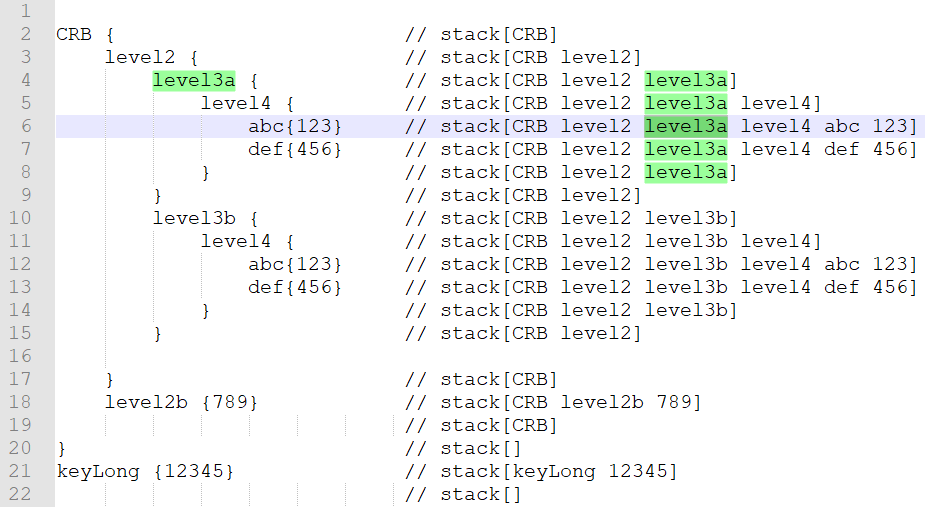 1
2 CRB { // stack[CRB]
3 level2 { // stack[CRB level2]
4 level3a { // stack[CRB level2 level3a]
5 level4 { // stack[CRB level2 level3a level4]
6 abc{123} // stack[CRB level2 level3a level4 abc 123]
7 def{456} // stack[CRB level2 level3a level4 def 456]
8 } // stack[CRB level2 level3a]
9 } // stack[CRB level2]
10 level3b { // stack[CRB level2 level3b]
11 level4 { // stack[CRB level2 level3b level4]
12 abc{123} // stack[CRB level2 level3b level4 abc 123]
13 def{456} // stack[CRB level2 level3b level4 def 456]
14 } // stack[CRB level2 level3b]
15 } // stack[CRB level2]
16
17 } // stack[CRB]
18 level2b {789} // stack[CRB level2b 789]
19 // stack[CRB]
20 } // stack[]
21 keyLong {12345} // stack[keyLong 12345]
22 // stack[]